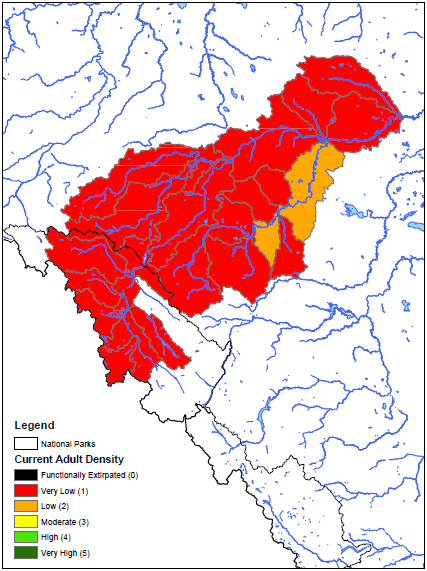 Legend
National Parks
Current Adult Density
Functionally Extirpated (0)
Very Low (1)
Low (2)
Moderate (3)
High (4)
Very High (5)